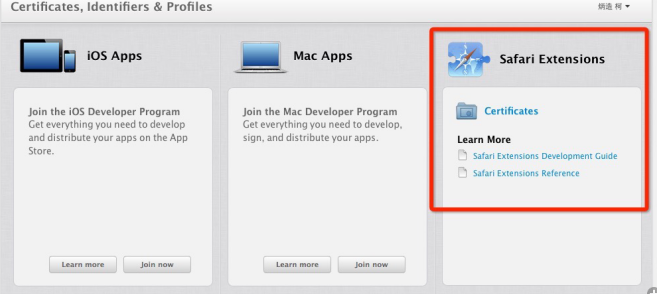 Certificates, Identifiers & Profiles
炳造 柯
iOS Apps
Join the iOS Developer Program
Get everything you need to develop
and distribute your apps on the App
Store.
Learn more
Join now
Mac Apps
Join the Mac Developer Program
Get everything you need to develop,
sign, and distribute your apps.
Learn more
Join now
Safari Extensions
Certificates
Learn More
Safari Extensions Development Guide
Safari Extensions Reference